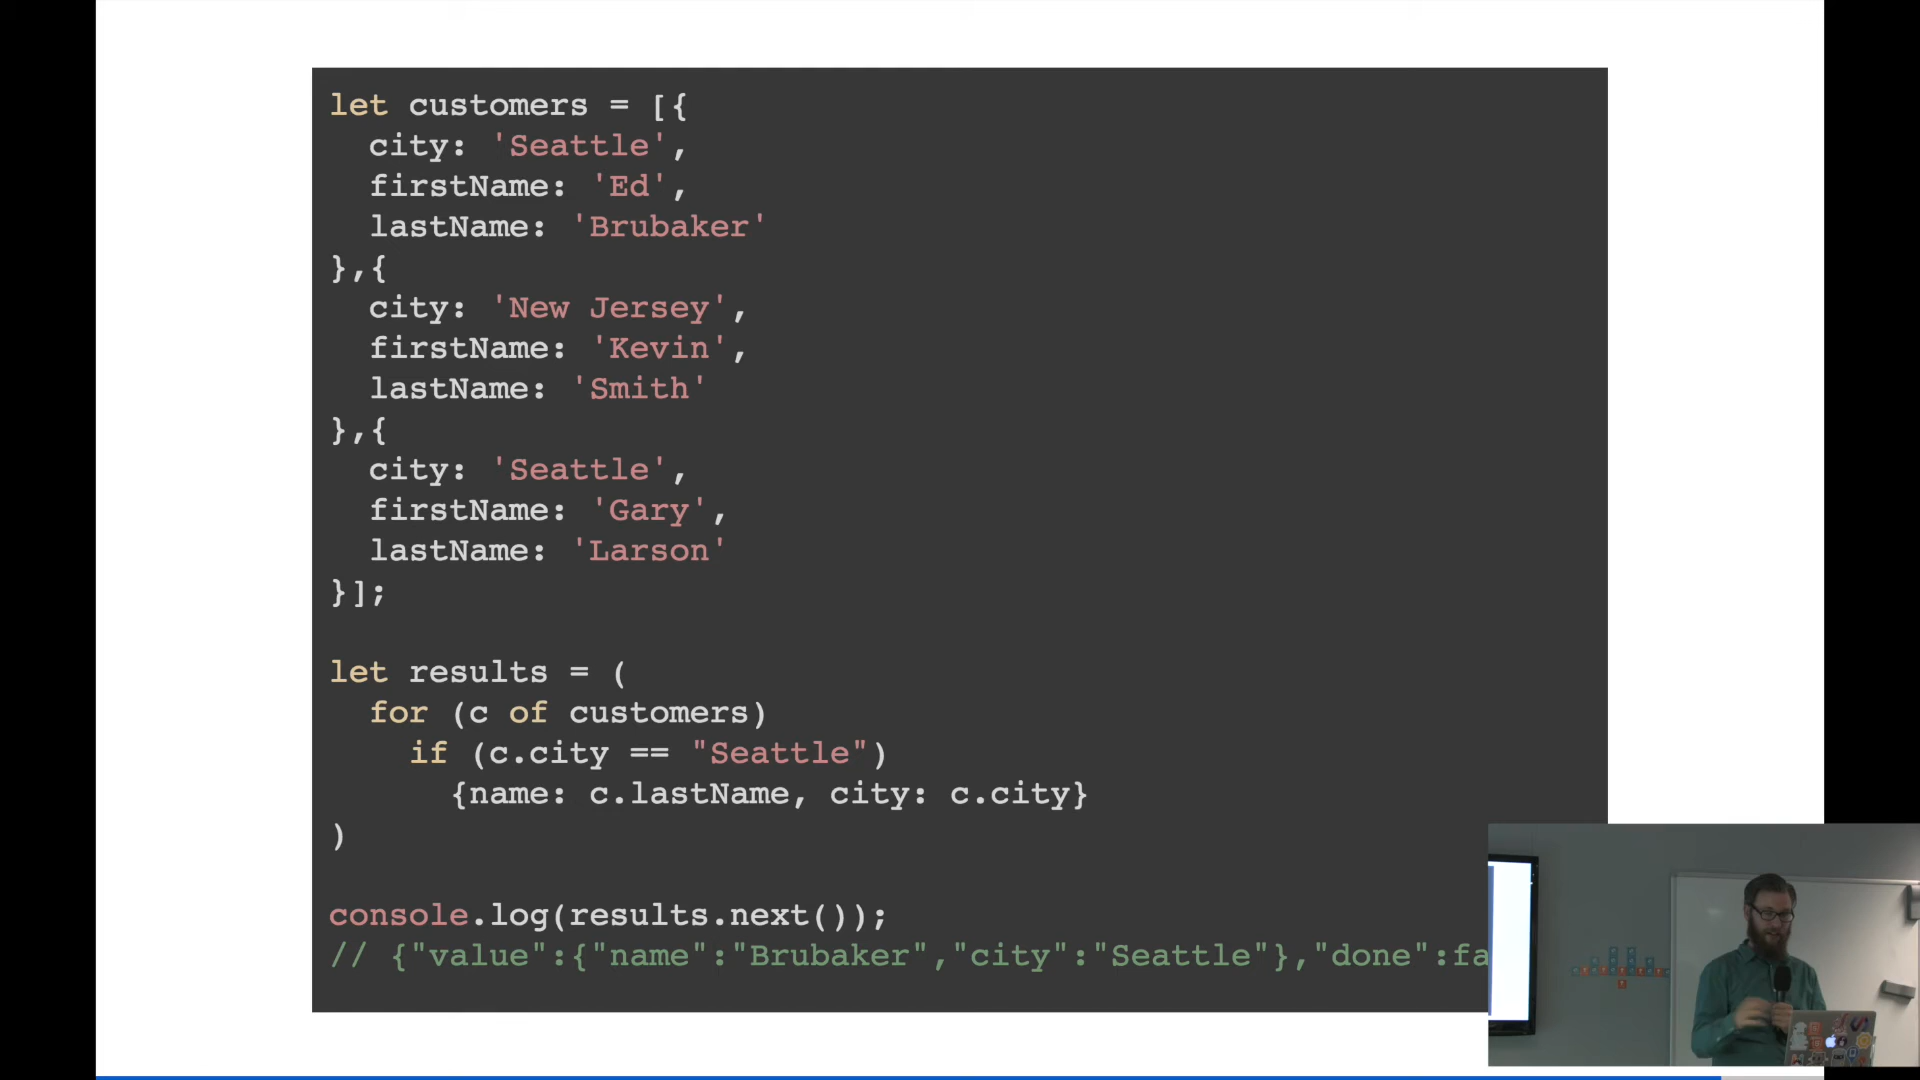 let customers = [{
  city: 'Seattle',
  firstName: 'Ed',
  lastName: 'Brubaker'
},{
  city: 'New Jersey',
  firstName: 'Kevin',
  lastName: 'Smith'
},{
  city: 'Seattle',
  firstName: 'Gary',
  lastName: 'Larson'
}];
let results = (
  for (c of customers)
    if (c.city == "Seattle")
      {name: c.lastName, city: c.city}
)
console.log(results.next());
// {"value":{"name":"Brubaker","city":"Seattle"},"done":fa